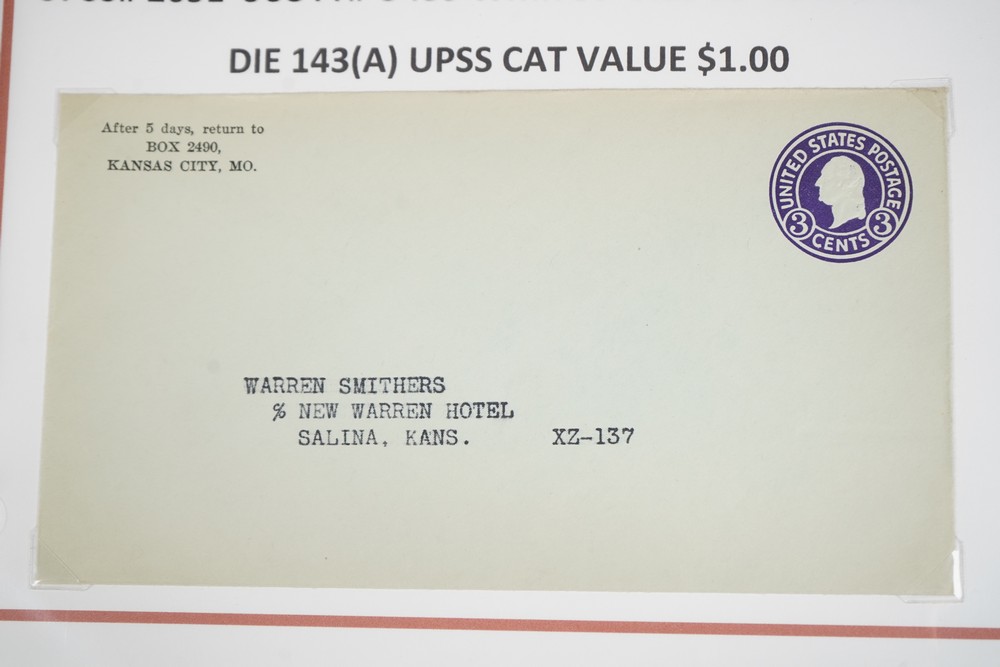 DIE 143(A) UPSS CAT VALUE $1.00
After 5 days, return to
BOX 2490,
KANSAS CITY, MO.
UNITED STATES POSTAGE
3 3
CENTS
WARREN SMITHERS
% NEW WARREN HOTEL
SALINA, KANS. XZ-137